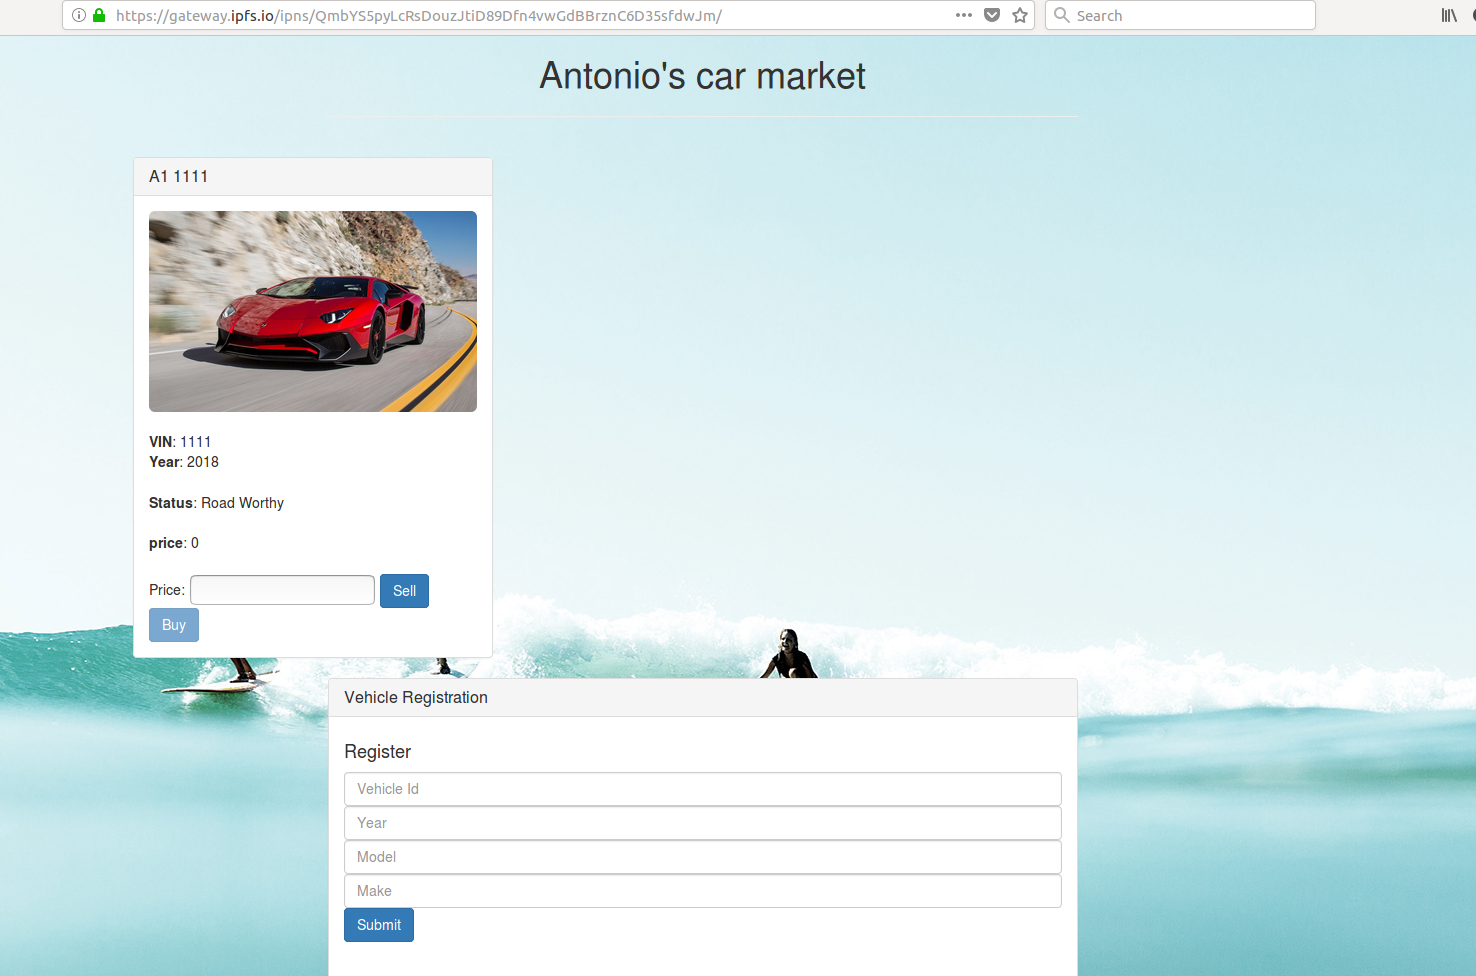 https://gateway.ipfs.io/ipns/QmbYS5pyLcRsDouzJtiD89Dfn4vwGdBBrznC6D35sfdwJm/
Search
Antonio's car market
A1 1111
VIN: 1111
Year: 2018
Status: Road Worthy
price: 0
Price:
Sell
Buy
Vehicle Registration
Register
Vehicle Id
Year
Model
Make
Submit